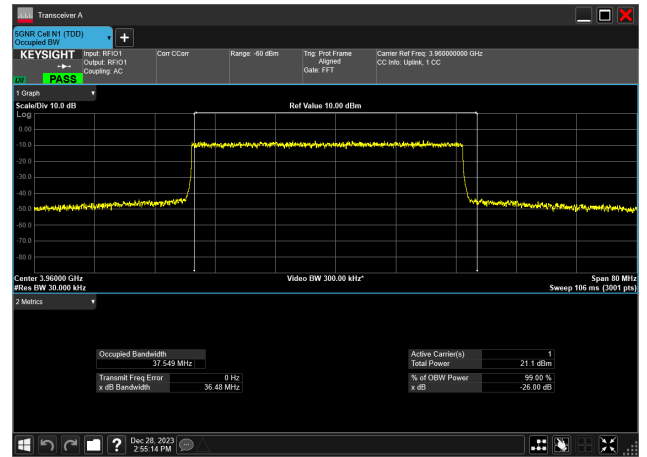 Transceiver A
5GNR Cell N1 (TDD)
Occupied BW
KEYSIGHT
Input: RFIO1
Output: RFIO1
Coupling: AC
Corr CCorr
Range: -60 dBm
Trig: Prot Frame
Aligned
Gate: FFT
Carrier Ref Freq: 3.960000000 GHz
CC Info: Uplink, 1 CC
LXI
PASS
1 Graph
Scale/Div 10.0 dB
Ref Value 10.00 dBm
Log
0.00
-10.0
-20.0
-30.0
-40.0
-50.0
-60.0
-70.0
-80.0
Center 3.96000 GHz
Video BW 300.00 kHz*
Span 80 MHz
#Res BW 30.000 kHz
Sweep 106 ms (3001 pts)
2 Metrics
Occupied Bandwidth
37.549 MHz
Transmit Freq Error 0 Hz
x dB Bandwidth 36.48 MHz
Active Carrier(s) 1
Total Power 21.1 dBm
% of OBW Power 99.00 %
x dB -26.00 dB
Dec 28, 2023
2:55:14 PM